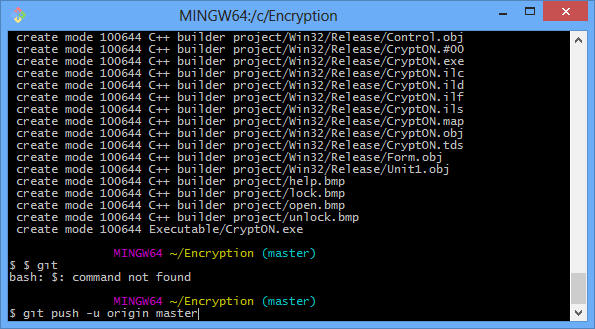 MINGW64:/c/Encryption
create mode 100644 C++ builder project/Win32/Release/Control.obj
create mode 100644 C++ builder project/Win32/Release/CryptON.#00
create mode 100644 C++ builder project/Win32/Release/CryptON.exe
create mode 100644 C++ builder project/Win32/Release/CryptON.ilc
create mode 100644 C++ builder project/Win32/Release/CryptON.ild
create mode 100644 C++ builder project/Win32/Release/CryptON.ilf
create mode 100644 C++ builder project/Win32/Release/CryptON.ils
create mode 100644 C++ builder project/Win32/Release/CryptON.map
create mode 100644 C++ builder project/Win32/Release/CryptON.obj
create mode 100644 C++ builder project/Win32/Release/CryptON.tds
create mode 100644 C++ builder project/Win32/Release/Form.obj
create mode 100644 C++ builder project/Win32/Release/Unit1.obj
create mode 100644 C++ builder project/help.bmp
create mode 100644 C++ builder project/lock.bmp
create mode 100644 C++ builder project/open.bmp
create mode 100644 C++ builder project/unlock.bmp
create mode 100644 Executable/CryptON.exe
MINGW64 ~/Encryption (master)
$ $ git
bash: $: command not found
MINGW64 ~/Encryption (master)
$ git push -u origin master